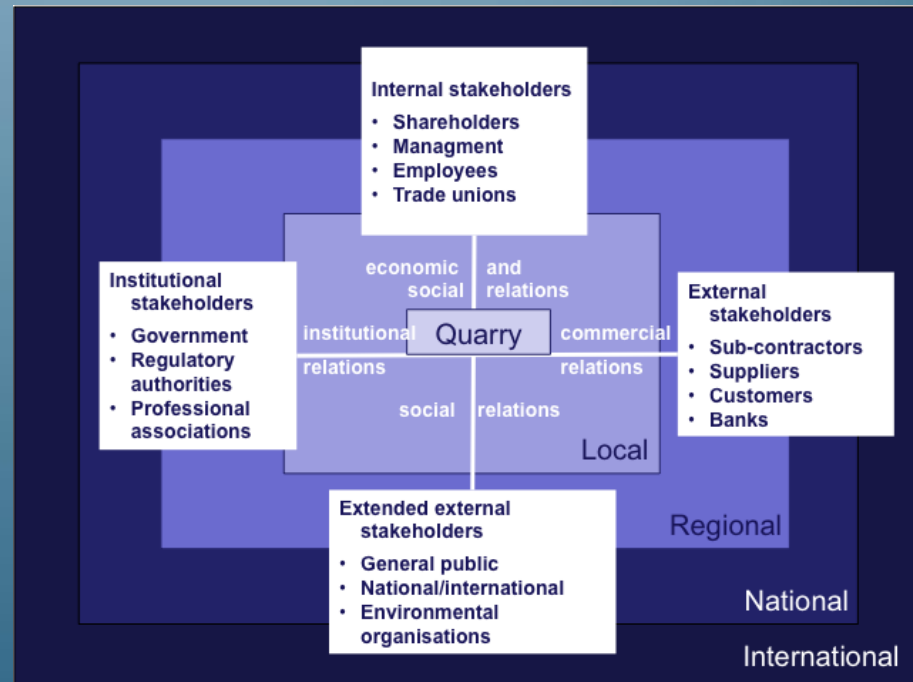 Internal stakeholders
• Shareholders
• Managment
• Employees
• Trade unions
economic and
social relations
Institutional
stakeholders
• Government
• Regulatory
authorities
• Professional
associations
institutional
relations
Quarry
commercial
relations
External
stakeholders
• Sub-contractors
• Suppliers
• Customers
• Banks
social relations
Local
Extended external
stakeholders
• General public
• National/international
• Environmental
organisations
Regional
National
International